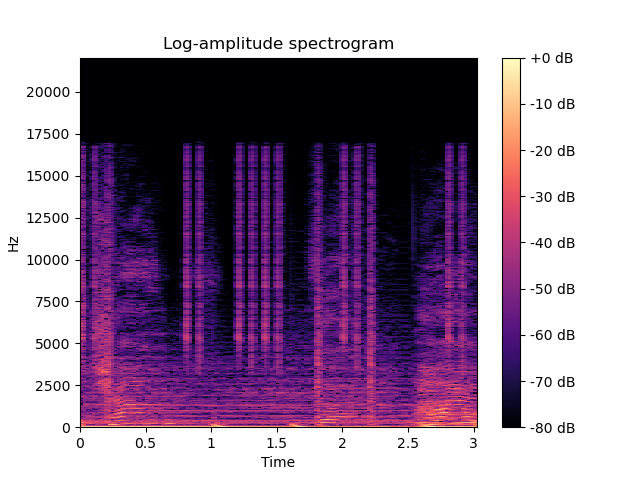 Log-amplitude spectrogram
Hz
20000
17500
15000
12500
10000
7500
5000
2500
0
0 0.5 1 1.5 2 2.5 3
Time
+0 dB
-10 dB
-20 dB
-30 dB
-40 dB
-50 dB
-60 dB
-70 dB
-80 dB